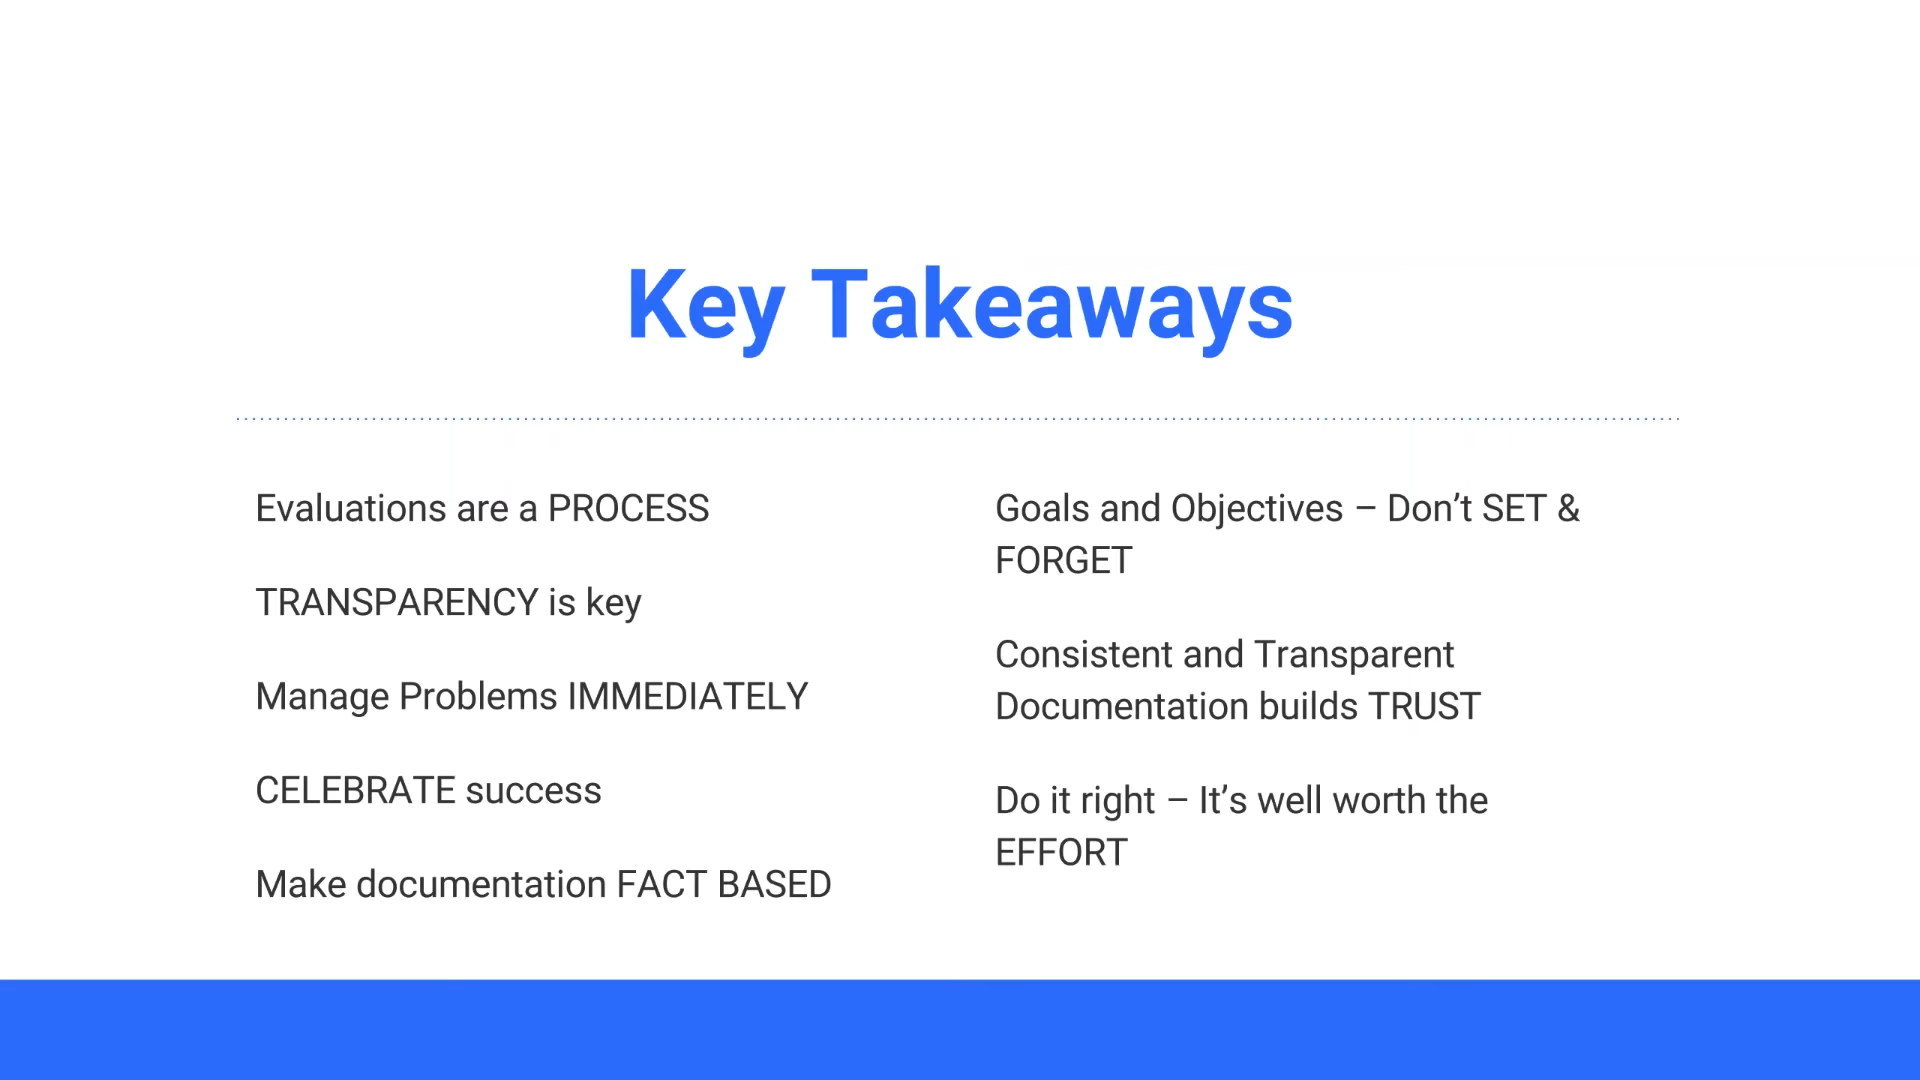 Key Takeaways
Evaluations are a PROCESS
TRANSPARENCY is key
Manage Problems IMMEDIATELY
CELEBRATE success
Make documentation FACT BASED
Goals and Objectives – Don’t SET &
FORGET
Consistent and Transparent
Documentation builds TRUST
Do it right – It’s well worth the
EFFORT